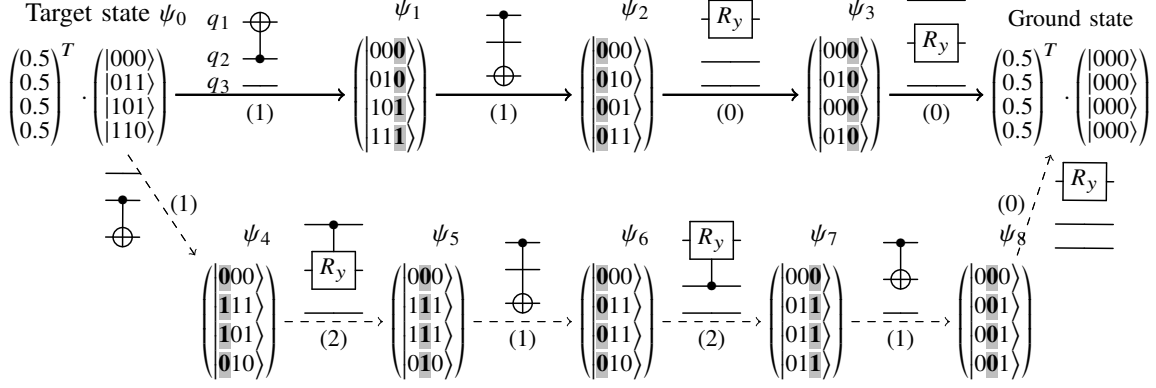 Target state ψ₀
q₁
q₂
q₃
(0.5 0.5 0.5 0.5)ᵀ · (|000⟩ |011⟩ |101⟩ |110⟩)
(1)
ψ₁
|000⟩
|010⟩
|101⟩
|111⟩
(1)
ψ₂
|000⟩
|010⟩
|001⟩
|011⟩
R_y
(0)
ψ₃
|000⟩
|010⟩
|000⟩
|010⟩
R_y
(0)
Ground state
(0.5 0.5 0.5 0.5)ᵀ · (|000⟩ |000⟩ |000⟩ |000⟩)
(1)
ψ₄
|000⟩
|111⟩
|101⟩
|010⟩
R_y
(2)
ψ₅
|000⟩
|111⟩
|111⟩
|010⟩
(1)
ψ₆
|000⟩
|011⟩
|011⟩
|010⟩
R_y
(2)
ψ₇
|000⟩
|011⟩
|011⟩
|011⟩
(1)
ψ₈
|000⟩
|001⟩
|001⟩
|001⟩
(0)
R_y